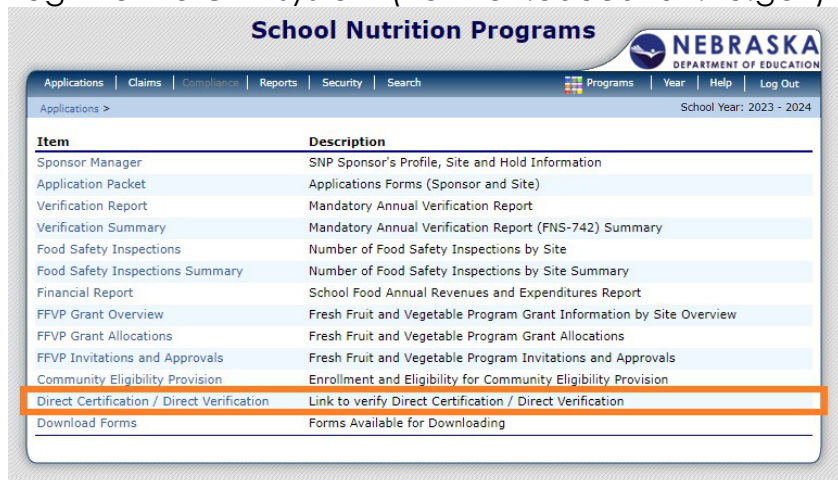 School Nutrition Programs
NEBRASKA
DEPARTMENT OF EDUCATION
Applications | Claims | Compliance | Reports | Security | Search Programs | Year | Help | Log Out
Applications > School Year: 2023 - 2024
Item Description
Sponsor Manager SNP Sponsor's Profile, Site and Hold Information
Application Packet Applications Forms (Sponsor and Site)
Verification Report Mandatory Annual Verification Report
Verification Summary Mandatory Annual Verification Report (FNS-742) Summary
Food Safety Inspections Number of Food Safety Inspections by Site
Food Safety Inspections Summary Number of Food Safety Inspections by Site Summary
Financial Report School Food Annual Revenues and Expenditures Report
FFVP Grant Overview Fresh Fruit and Vegetable Program Grant Information by Site Overview
FFVP Grant Allocations Fresh Fruit and Vegetable Program Grant Allocations
FFVP Invitations and Approvals Fresh Fruit and Vegetable Program Invitations and Approvals
Community Eligibility Provision Enrollment and Eligibility for Community Eligibility Provision
Direct Certification / Direct Verification Link to verify Direct Certification / Direct Verification
Download Forms Forms Available for Downloading